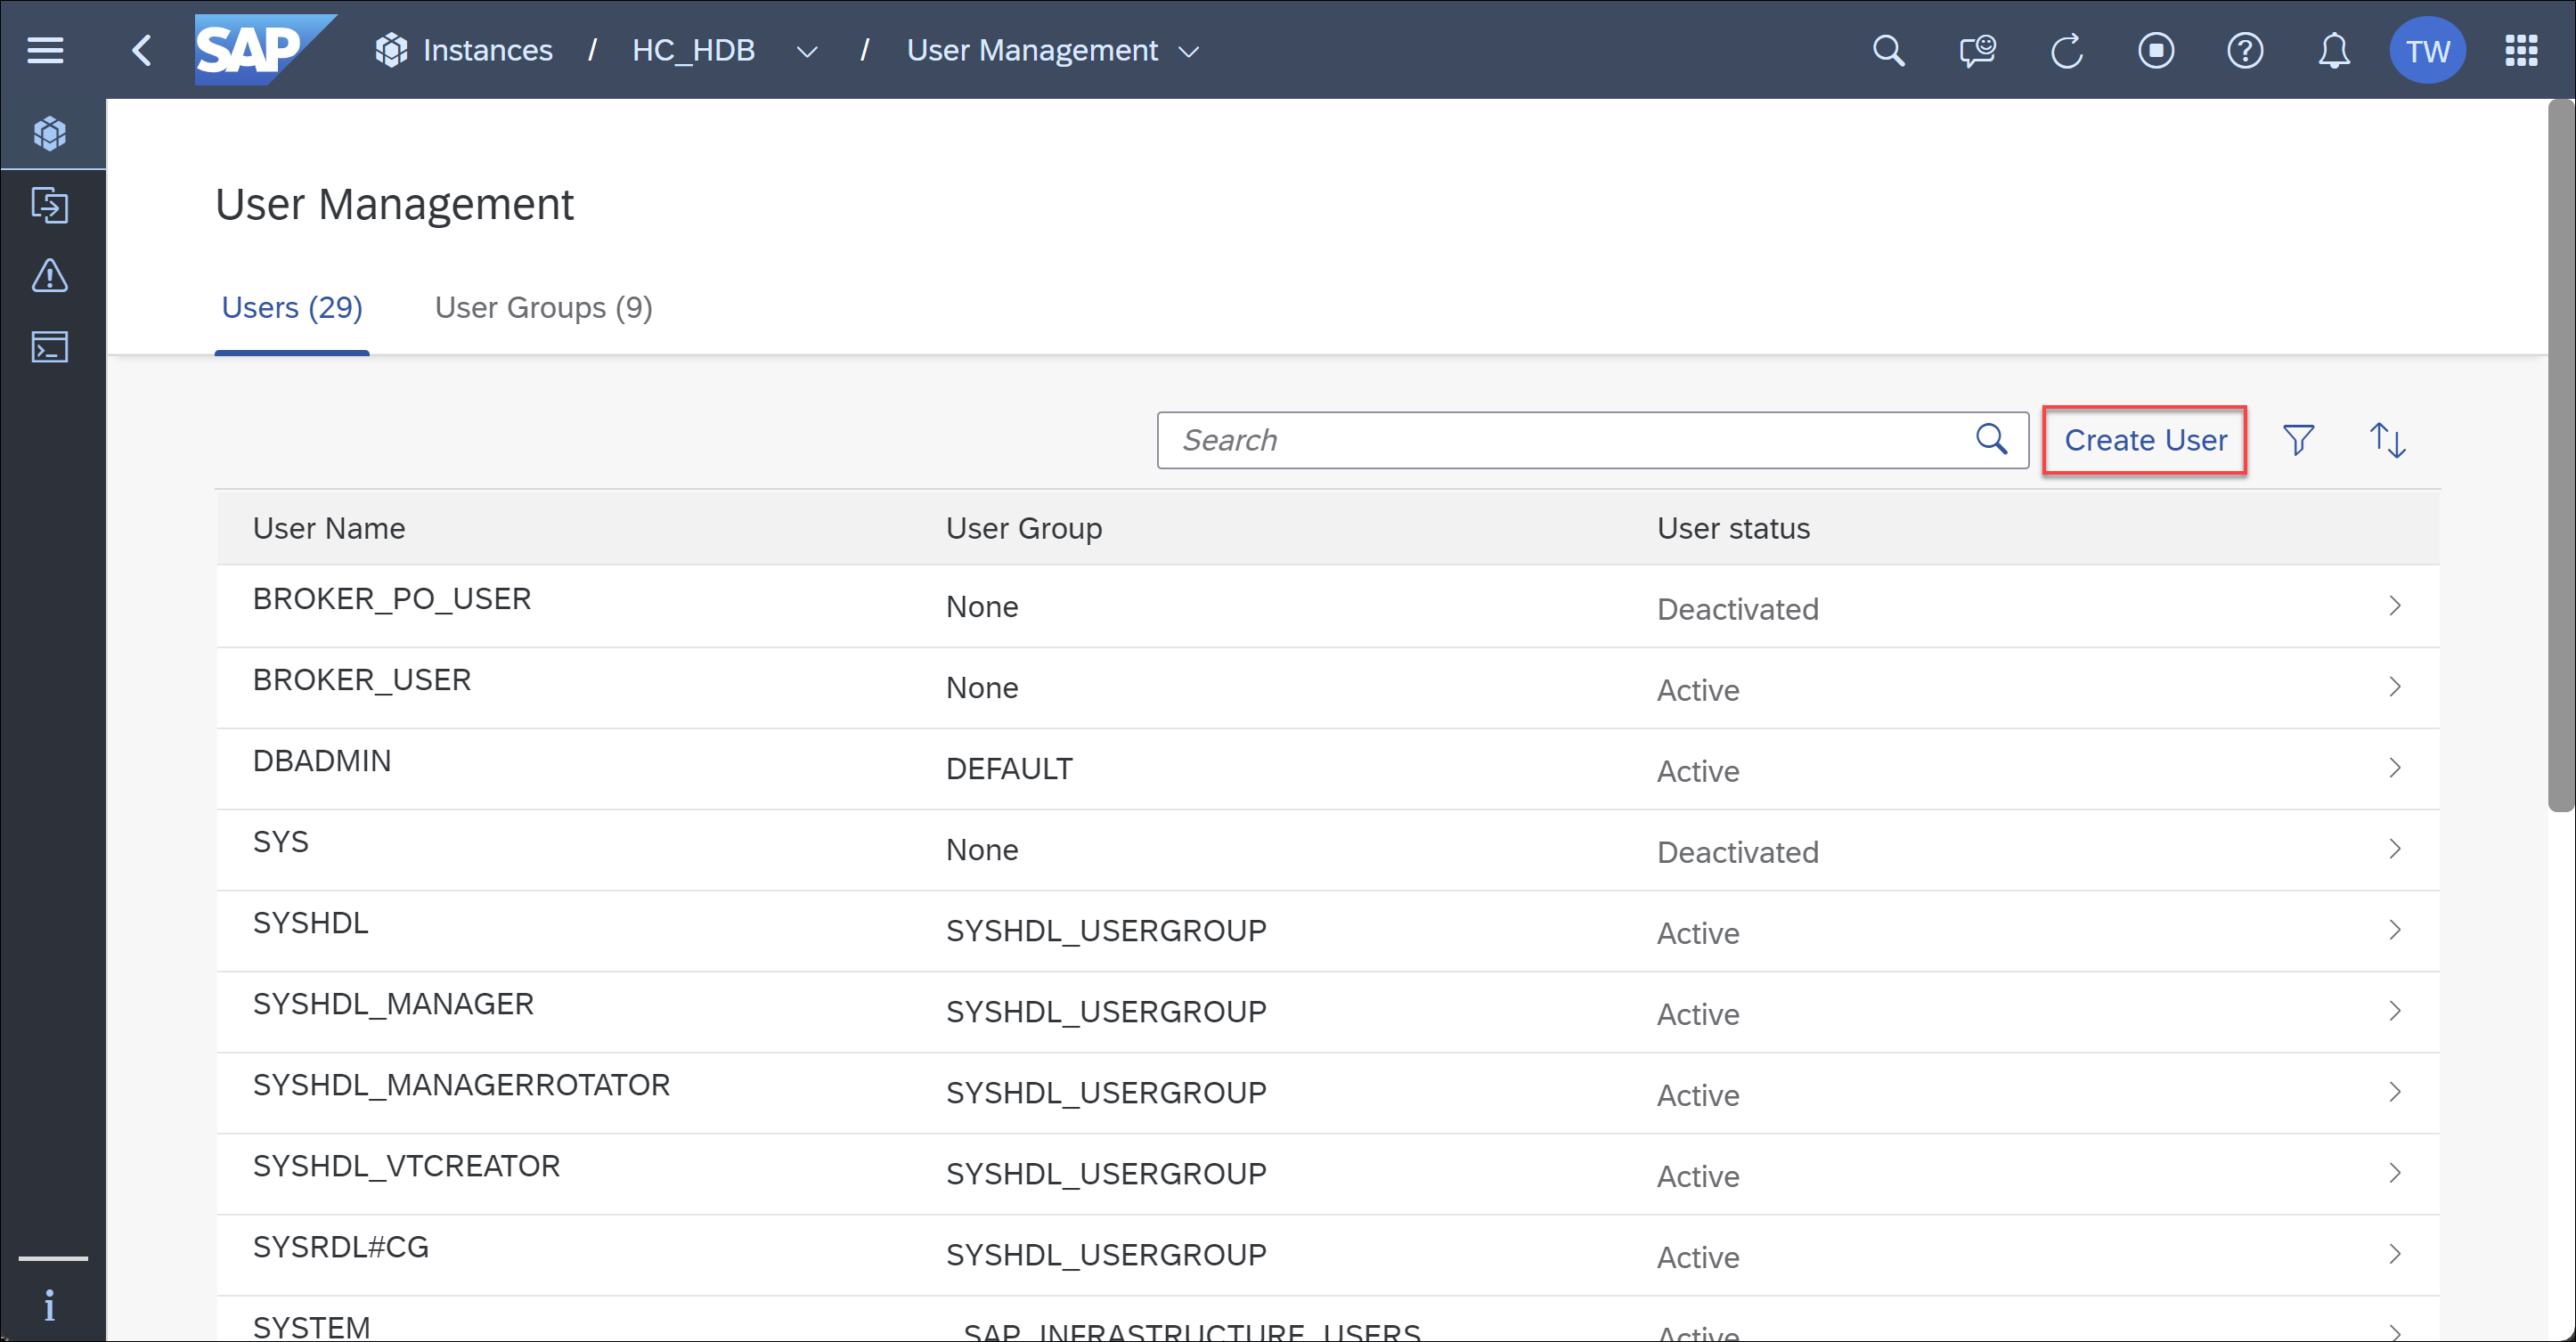 SAP Instances / HC_HDB / User Management TW
User Management
Users (29) User Groups (9)
Search Create User
User Name User Group User status
BROKER_PO_USER None Deactivated
BROKER_USER None Active
DBADMIN DEFAULT Active
SYS None Deactivated
SYSHDL SYSHDL_USERGROUP Active
SYSHDL_MANAGER SYSHDL_USERGROUP Active
SYSHDL_MANAGERROTATOR SYSHDL_USERGROUP Active
SYSHDL_VTCREATOR SYSHDL_USERGROUP Active
SYSRDL#CG SYSHDL_USERGROUP Active
SYSTEM _SAP_INFRASTRUCTURE_USERS Active